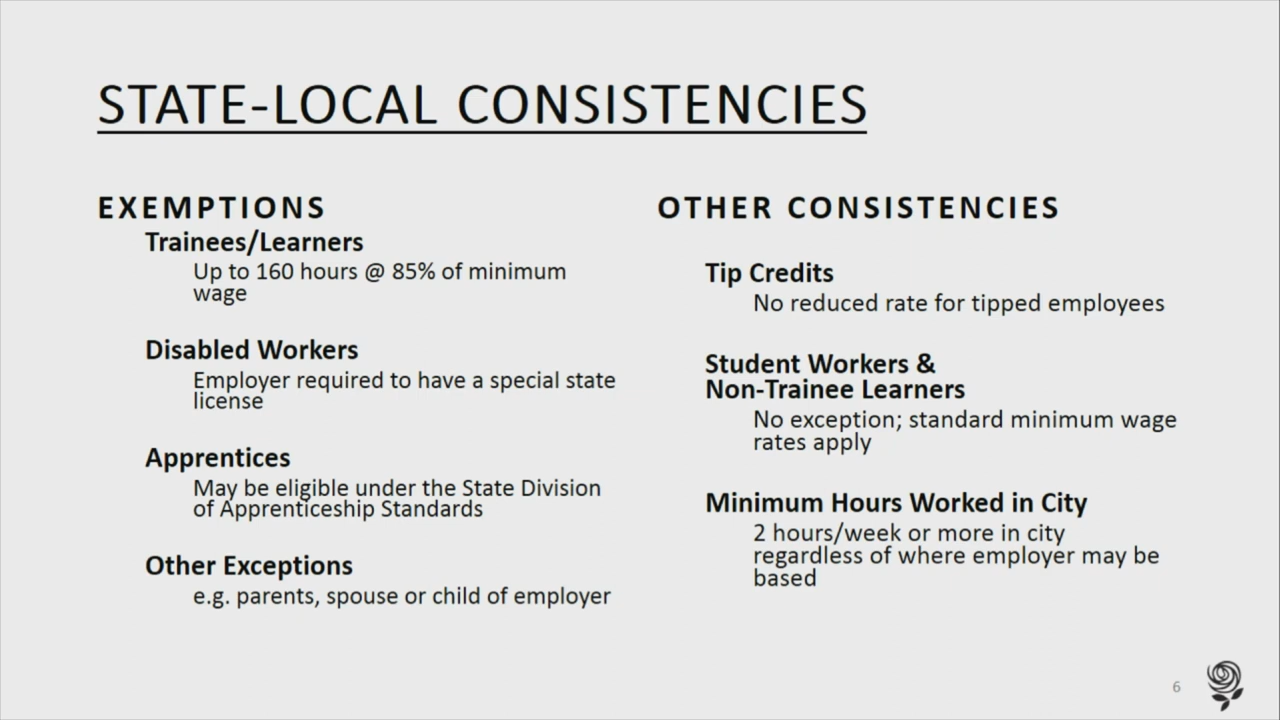 STATE-LOCAL CONSISTENCIES
EXEMPTIONS
Trainees/Learners
Up to 160 hours @ 85% of minimum
wage
Disabled Workers
Employer required to have a special state
license
Apprentices
May be eligible under the State Division
of Apprenticeship Standards
Other Exceptions
e.g. parents, spouse or child of employer
OTHER CONSISTENCIES
Tip Credits
No reduced rate for tipped employees
Student Workers &
Non-Trainee Learners
No exception; standard minimum wage
rates apply
Minimum Hours Worked in City
2 hours/week or more in city
regardless of where employer may be
based
6